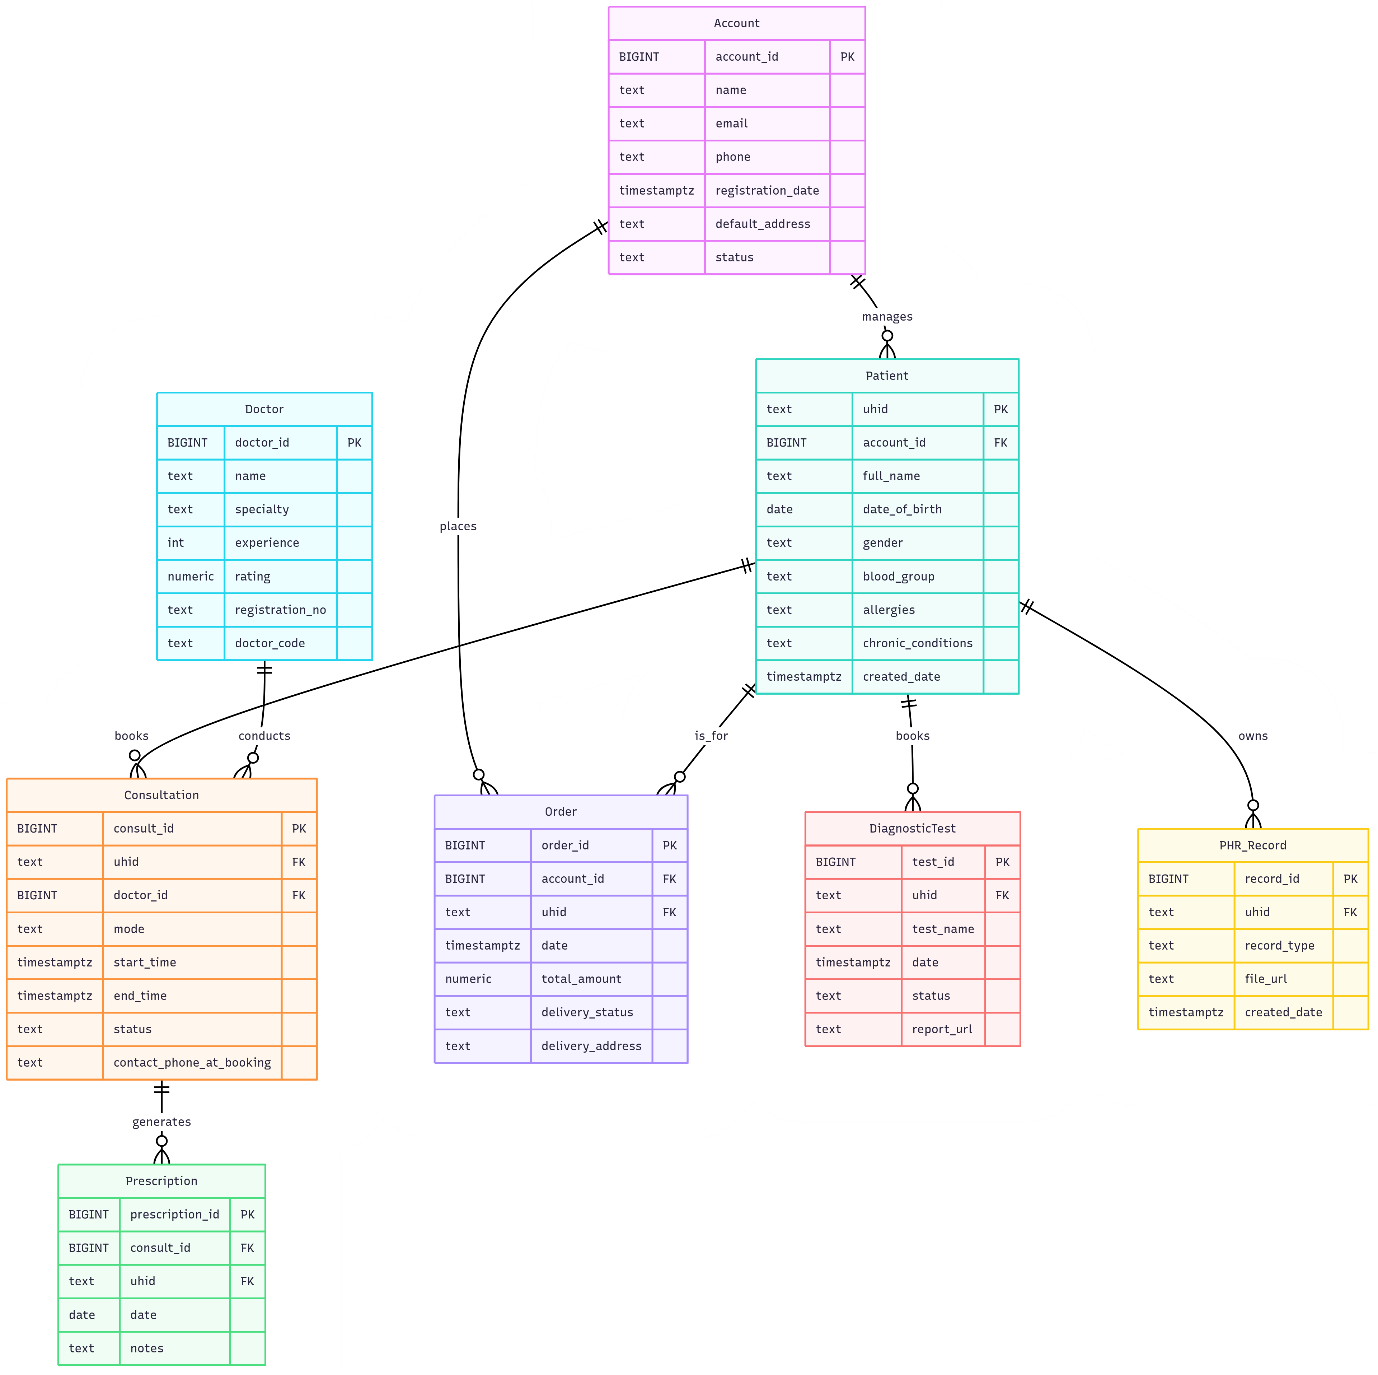 Account
BIGINT account_id PK
text name
text email
text phone
timestamptz registration_date
text default_address
text status
manages
Patient
text uhid PK
BIGINT account_id FK
text full_name
date date_of_birth
text gender
text blood_group
text allergies
text chronic_conditions
timestamptz created_date
Doctor
BIGINT doctor_id PK
text name
text specialty
int experience
numeric rating
text registration_no
text doctor_code
places
books
conducts
is_for
books
owns
Consultation
BIGINT consult_id PK
text uhid FK
BIGINT doctor_id FK
text mode
timestamptz start_time
timestamptz end_time
text status
text contact_phone_at_booking
Order
BIGINT order_id PK
BIGINT account_id FK
text uhid FK
timestamptz date
numeric total_amount
text delivery_status
text delivery_address
DiagnosticTest
BIGINT test_id PK
text uhid FK
text test_name
timestamptz date
text status
text report_url
PHR_Record
BIGINT record_id PK
text uhid FK
text record_type
text file_url
timestamptz created_date
generates
Prescription
BIGINT prescription_id PK
BIGINT consult_id FK
text uhid FK
date date
text notes